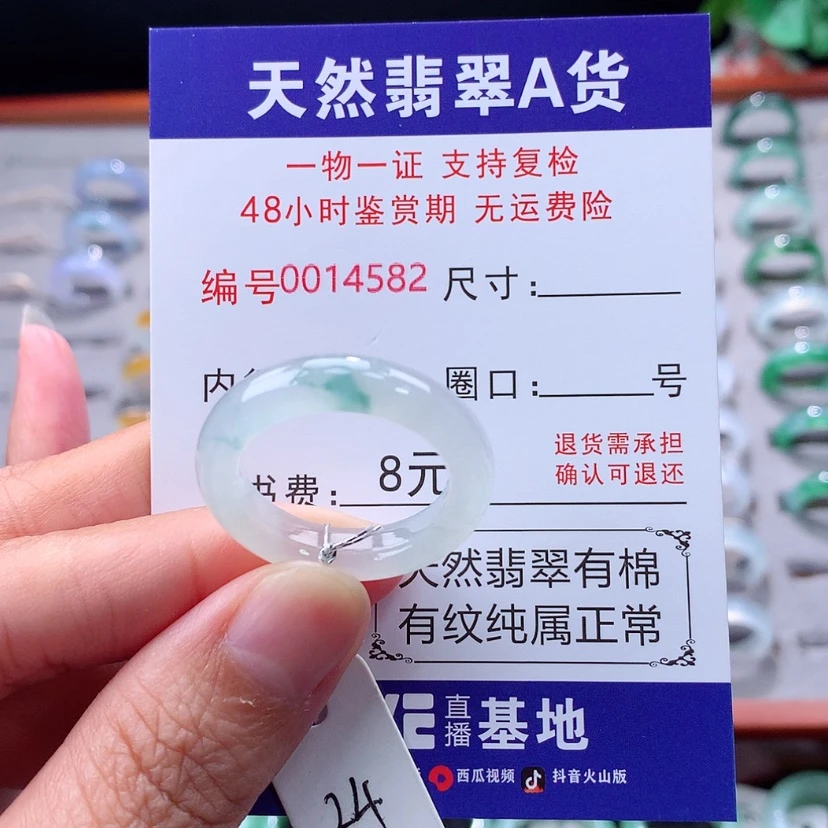 天然翡翠A货
一物一证 支持复检
48小时鉴赏期 无运费险
编号0014582 尺寸:
内 圈口: 号
书费: 8元
退货需承担
确认可退还
天然翡翠有棉
有纹纯属正常
直播 基地
西瓜视频 抖音火山版
24